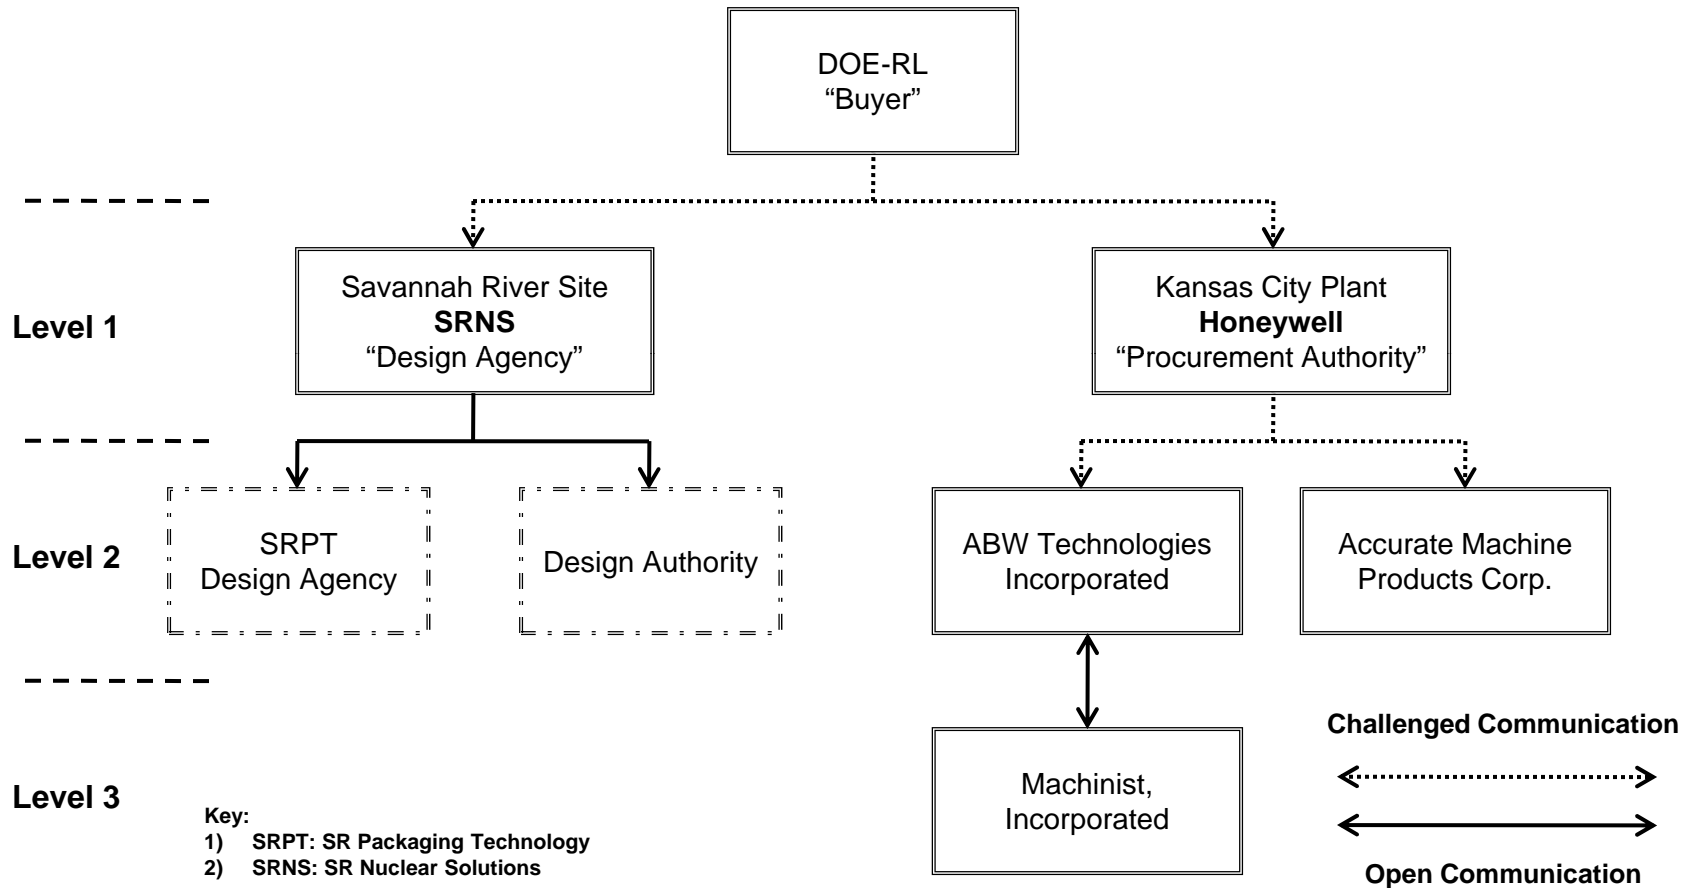 DOE-RL
“Buyer”
Level 1
Savannah River Site
SRNS
“Design Agency”
Kansas City Plant
Honeywell
“Procurement Authority”
Level 2
SRPT
Design Agency
Design Authority
ABW Technologies
Incorporated
Accurate Machine
Products Corp.
Level 3
Machinist,
Incorporated
Challenged Communication
Open Communication
Key:
1) SRPT: SR Packaging Technology
2) SRNS: SR Nuclear Solutions